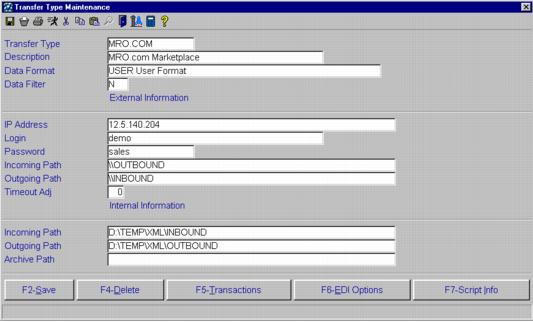 Transfer Type Maintenance
Transfer Type MRO.COM
Description MRO.com Marketplace
Data Format USER User Format
Data Filter N
External Information
IP Address 12.5.140.204
Login demo
Password sales
Incoming Path \\OUTBOUND
Outgoing Path \\INBOUND
Timeout Adj 0
Internal Information
Incoming Path D:\TEMP\XML\INBOUND
Outgoing Path D:\TEMP\XML\OUTBOUND
Archive Path
F2-Save F4-Delete F5-Transactions F6-EDI Options F7-Script Info